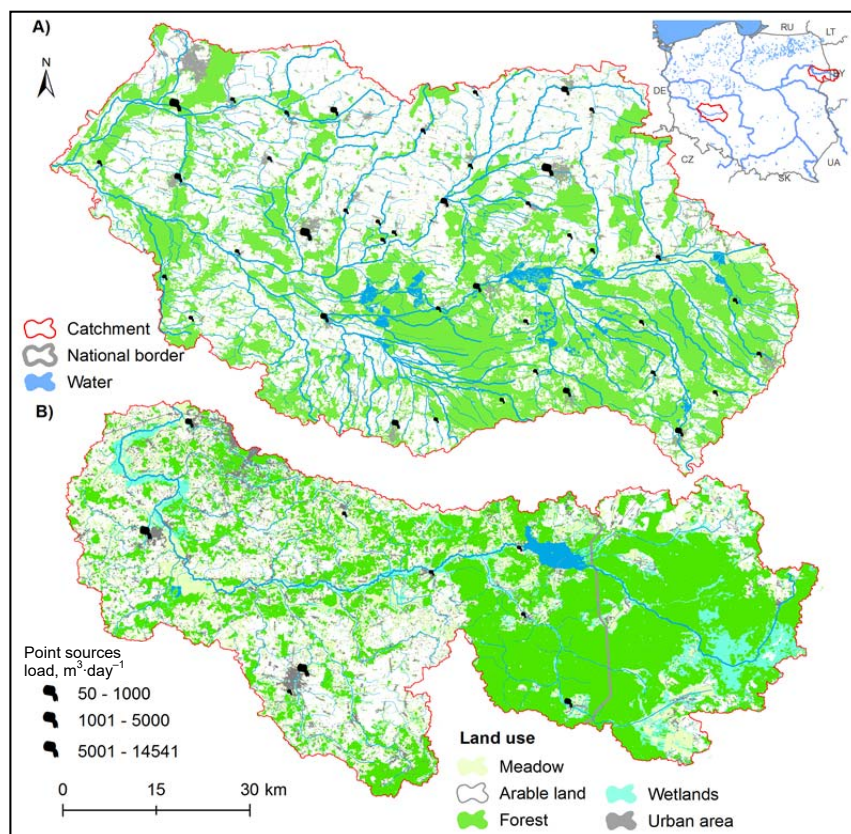 A)
N
RU
LT
BY
DE
CZ
SK
UA
Catchment
National border
Water
B)
Point sources
load, m³·day⁻¹
50 - 1000
1001 - 5000
5001 - 14541
0 15 30 km
Land use
Meadow
Arable land
Forest
Wetlands
Urban area